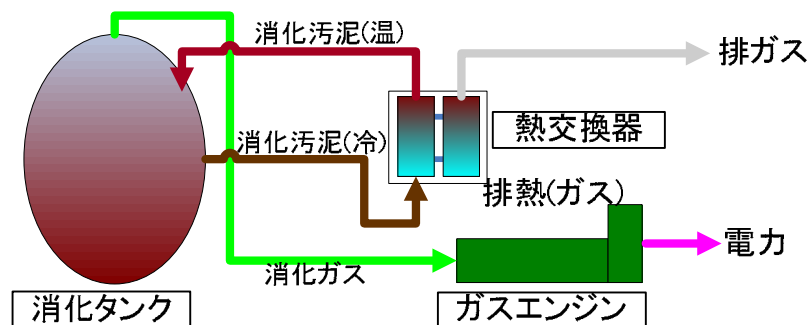 消化汚泥(温)
排ガス
熱交換器
消化汚泥(冷)
排熱(ガス)
電力
消化ガス
消化タンク
ガスエンジン